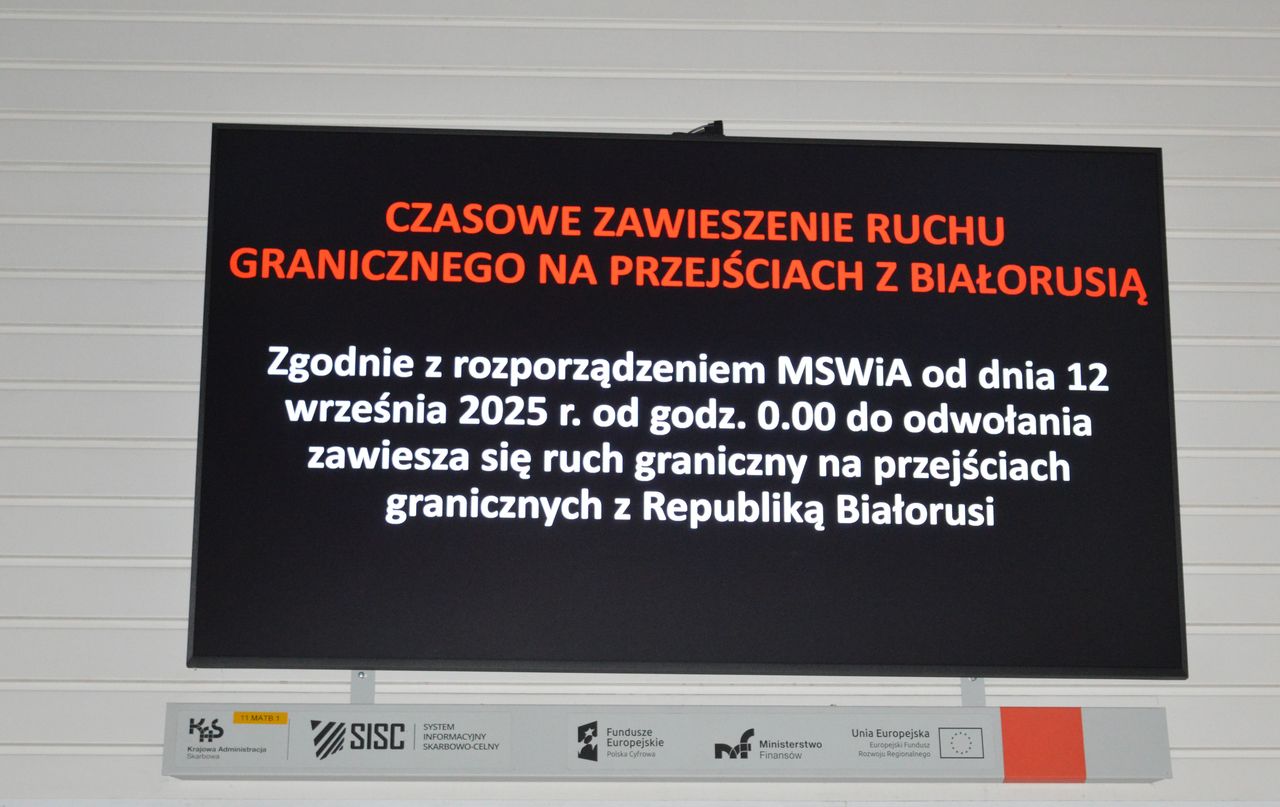 CZASOWE ZAWIESZENIE RUCHU
GRANICZNEGO NA PRZEJŚCIACH Z BIAŁORUSIĄ
Zgodnie z rozporządzeniem MSWiA od dnia 12
września 2025 r. od godz. 0.00 do odwołania
zawiesza się ruch graniczny na przejściach
granicznych z Republiką Białorusi
KAS
11.MATB.1
Krajowa Administracja
Skarbowa
SISC
SYSTEM
INFORMACYJNY
SKARBOWO-CELNY
Fundusze
Europejskie
Polska Cyfrowa
mf
Ministerstwo
Finansów
Unia Europejska
Europejski Fundusz
Rozwoju Regionalnego